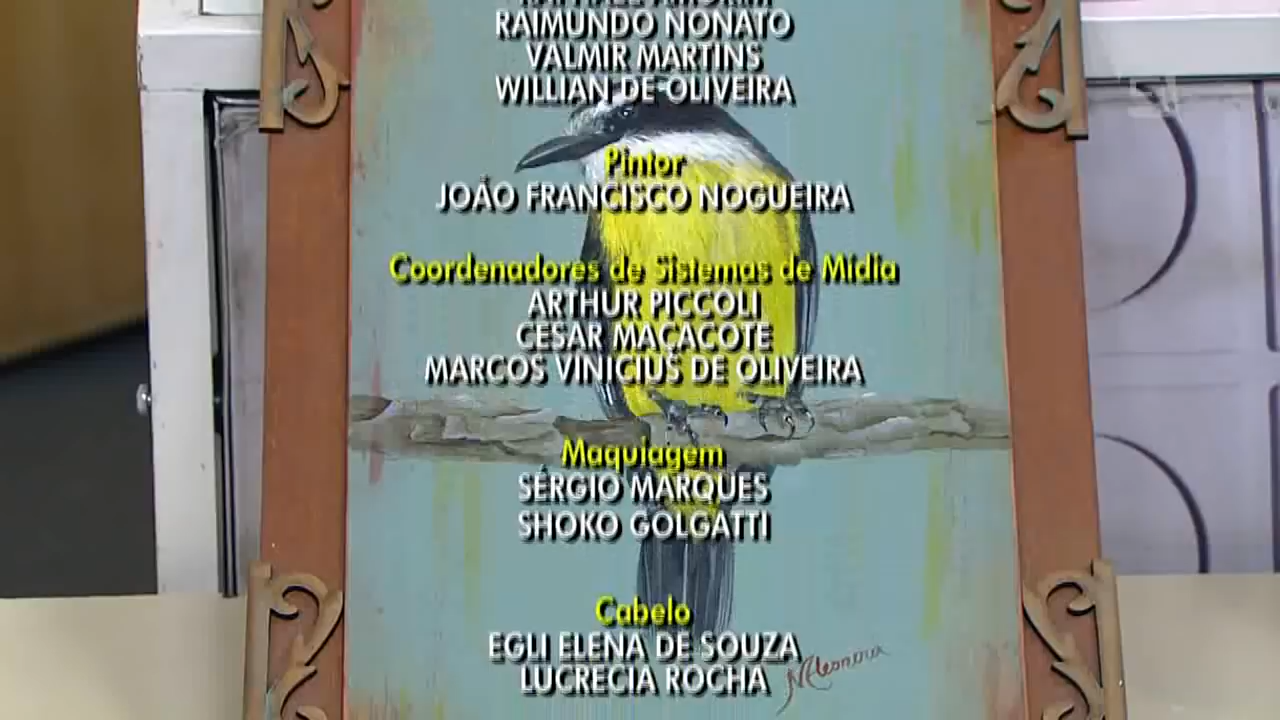 RAIMUNDO NONATO
VALMIR MARTINS
WILLIAN DE OLIVEIRA
Pintor
JOÃO FRANCISCO NOGUEIRA
Coordenadores de Sistemas de Mídia
ARTHUR PICCOLI
CESAR MAÇACOTE
MARCOS VINICIUS DE OLIVEIRA
Maquiagem
SÉRGIO MARQUES
SHOKO GOLGATTI
Cabelo
EGLI ELENA DE SOUZA
LUCRECIA ROCHA